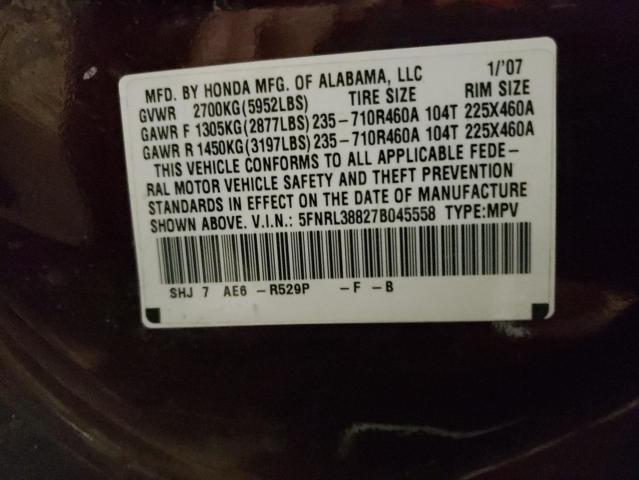 MFD. BY HONDA MFG. OF ALABAMA, LLC 1/'07
GVWR 2700KG(5952LBS) TIRE SIZE RIM SIZE
GAWR F 1305KG(2877LBS) 235-710R460A 104T 225X460A
GAWR R 1450KG(3197LBS) 235-710R460A 104T 225X460A
THIS VEHICLE CONFORMS TO ALL APPLICABLE FEDE-
RAL MOTOR VEHICLE SAFETY AND THEFT PREVENTION
STANDARDS IN EFFECT ON THE DATE OF MANUFACTURE
SHOWN ABOVE. V.I.N.: 5FNRL38827B045558 TYPE:MPV
SHJ 7 AE6 -R529P -F -B